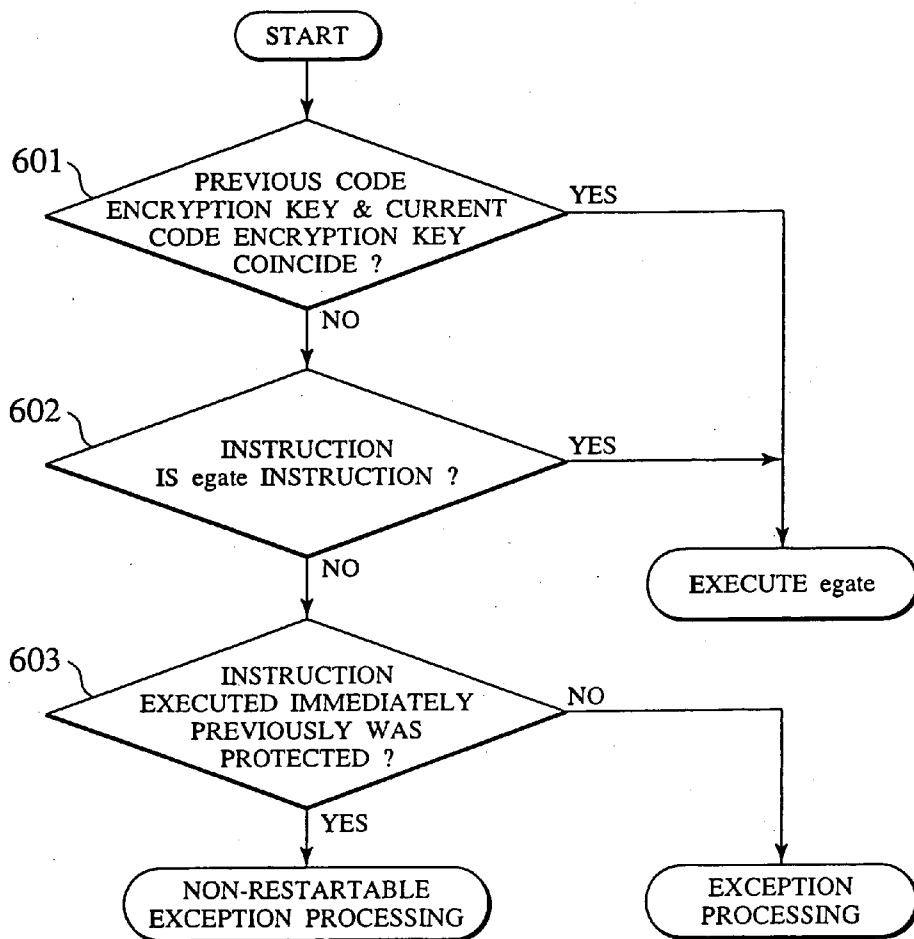 START
601
PREVIOUS CODE
ENCRYPTION KEY & CURRENT
CODE ENCRYPTION KEY
COINCIDE ?
YES
NO
602
INSTRUCTION
IS egate INSTRUCTION ?
YES
NO
EXECUTE egate
603
INSTRUCTION
EXECUTED IMMEDIATELY
PREVIOUSLY WAS
PROTECTED ?
NO
YES
NON-RESTARTABLE
EXCEPTION PROCESSING
EXCEPTION
PROCESSING